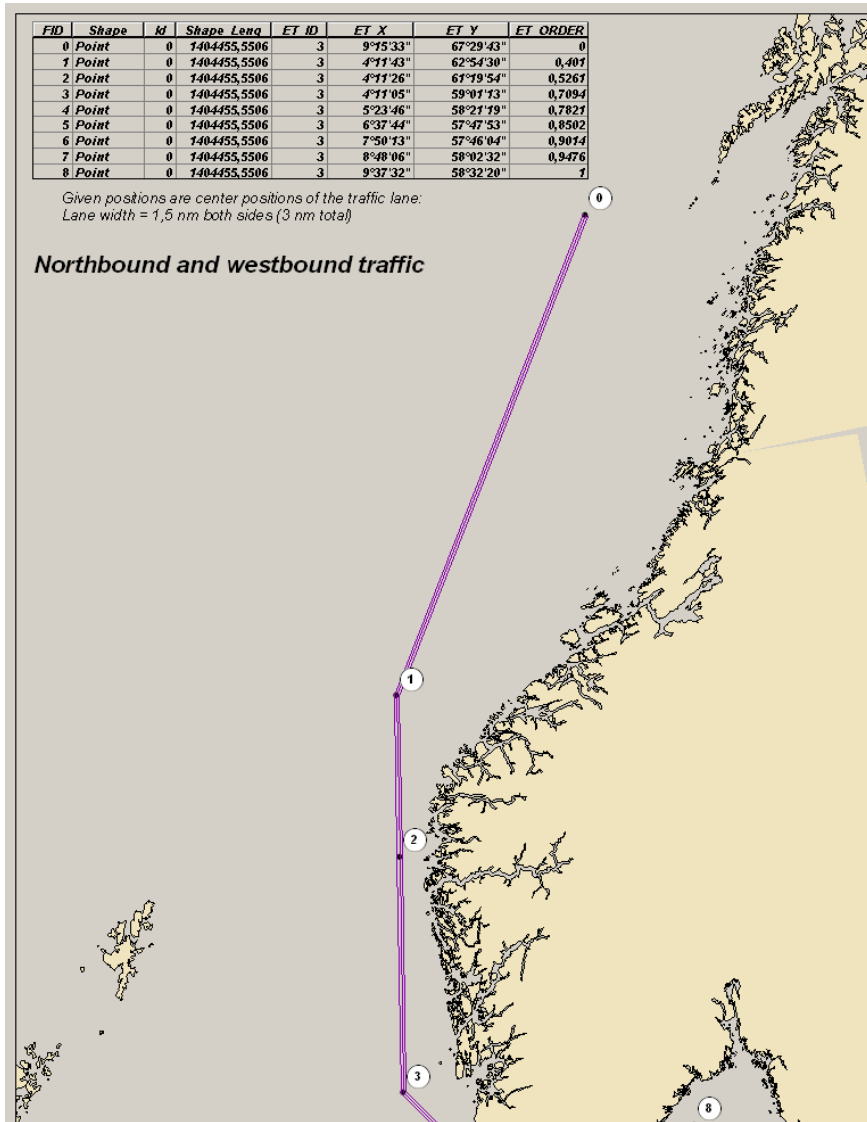 FID Shape Id Shape_Leng ET_ID ET_X ET_Y ET_ORDER
0 Point 0 1404455,5506 3 9°15'33" 67°29'43" 0
1 Point 0 1404455,5506 3 4°11'43" 62°54'30" 0,401
2 Point 0 1404455,5506 3 4°11'26" 61°19'54" 0,5261
3 Point 0 1404455,5506 3 4°11'05" 59°01'13" 0,7094
4 Point 0 1404455,5506 3 5°23'46" 58°21'19" 0,7821
5 Point 0 1404455,5506 3 6°37'44" 57°47'53" 0,8502
6 Point 0 1404455,5506 3 7°50'13" 57°46'04" 0,9014
7 Point 0 1404455,5506 3 8°48'06" 58°02'32" 0,9476
8 Point 0 1404455,5506 3 9°37'32" 58°32'20" 1
Given positions are center positions of the traffic lane:
Lane width = 1,5 nm both sides (3 nm total)
0
Northbound and westbound traffic
1
2
3
8